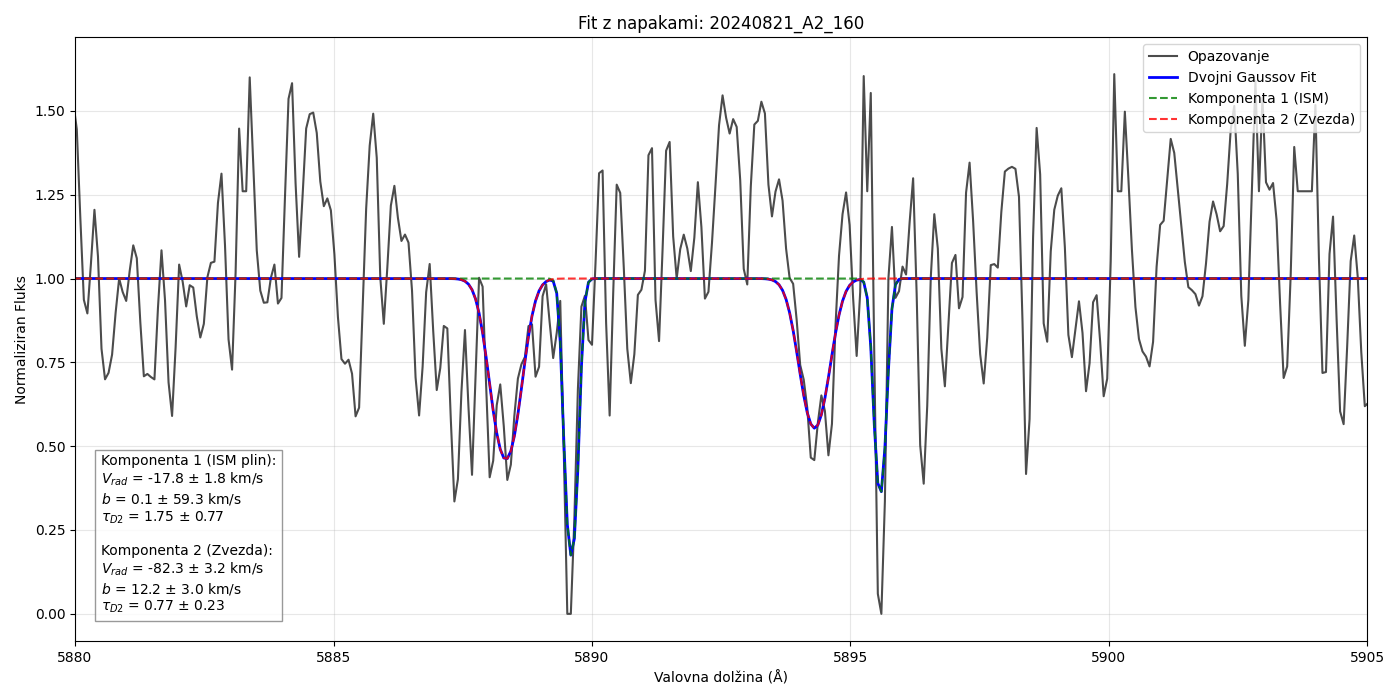 Fit z napakami: 20240821_A2_160
Normaliziran Fluks
1.50
1.25
1.00
0.75
0.50
0.25
0.00
Opazovanje
Dvojni Gaussov Fit
Komponenta 1 (ISM)
Komponenta 2 (Zvezda)
Komponenta 1 (ISM plin):
V_rad = -17.8 ± 1.8 km/s
b = 0.1 ± 59.3 km/s
τ_D2 = 1.75 ± 0.77
Komponenta 2 (Zvezda):
V_rad = -82.3 ± 3.2 km/s
b = 12.2 ± 3.0 km/s
τ_D2 = 0.77 ± 0.23
5880 5885 5890 5895 5900 5905
Valovna dolžina (Å)